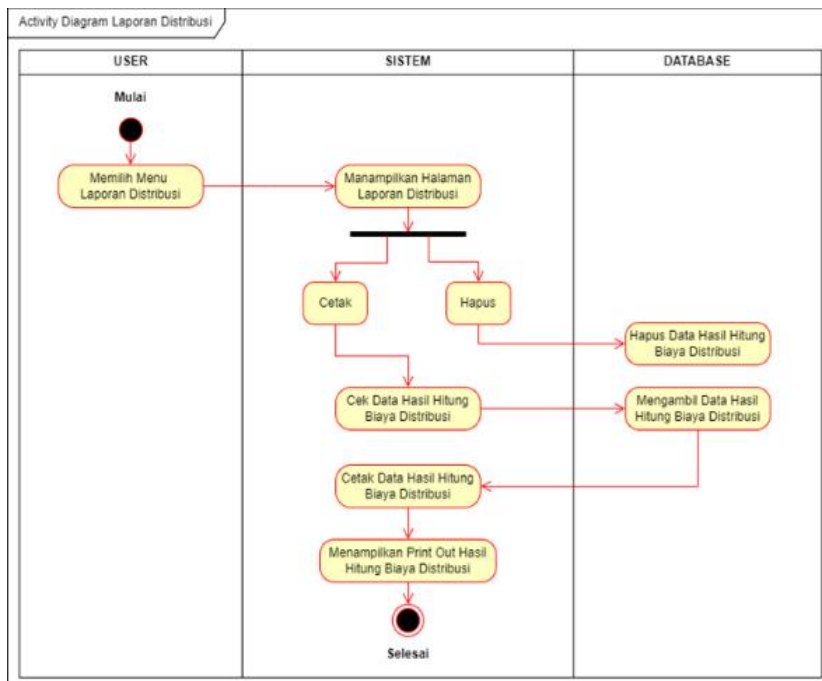 Activity Diagram Laporan Distribusi
USER
SISTEM
DATABASE
Mulai
Memilih Menu
Laporan Distribusi
Manampilkan Halaman
Laporan Distribusi
Cetak
Hapus
Hapus Data Hasil Hitung
Biaya Distribusi
Cek Data Hasil Hitung
Biaya Distribusi
Mengambil Data Hasil
Hitung Biaya Distribusi
Cetak Data Hasil Hitung
Biaya Distribusi
Menampilkan Print Out Hasil
Hitung Biaya Distribusi
Selesai